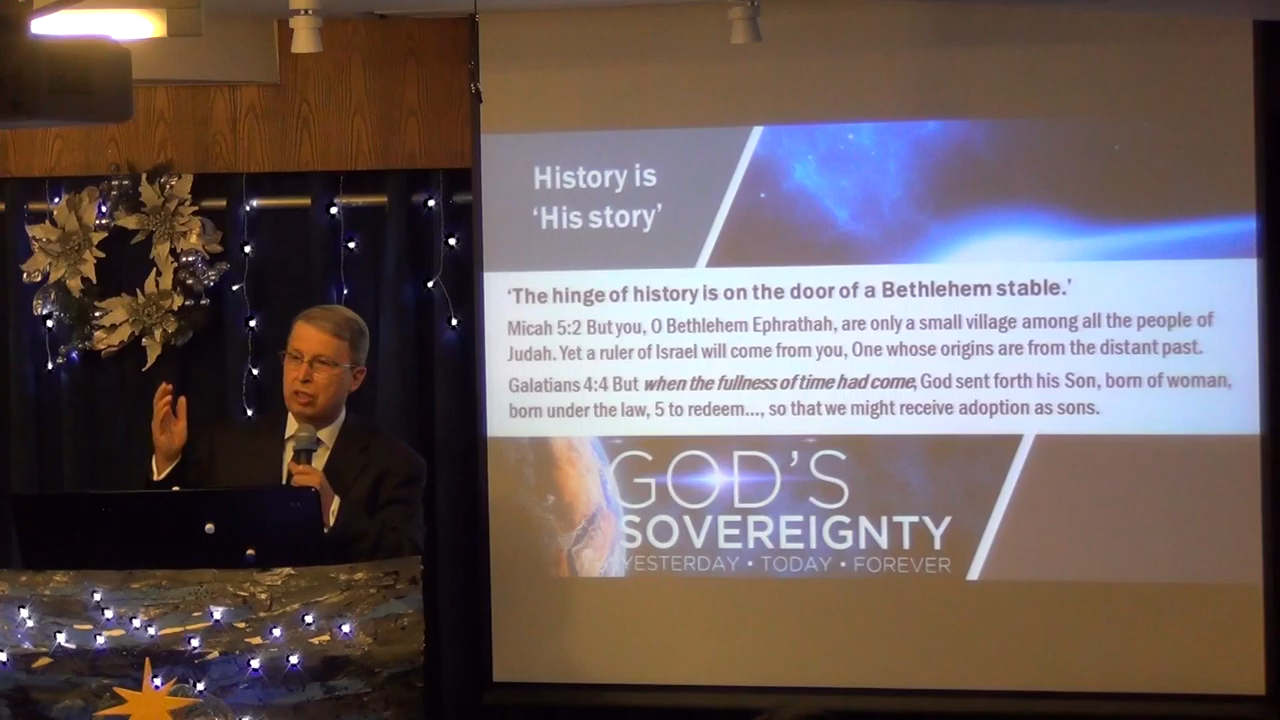 History is
‘His story’
‘The hinge of history is on the door of a Bethlehem stable.’
Micah 5:2 But you, O Bethlehem Ephrathah, are only a small village among all the people of
Judah. Yet a ruler of Israel will come from you, One whose origins are from the distant past.
Galatians 4:4 But when the fullness of time had come, God sent forth his Son, born of woman,
born under the law, 5 to redeem..., so that we might receive adoption as sons.
GOD'S
SOVEREIGNTY
YESTERDAY • TODAY • FOREVER